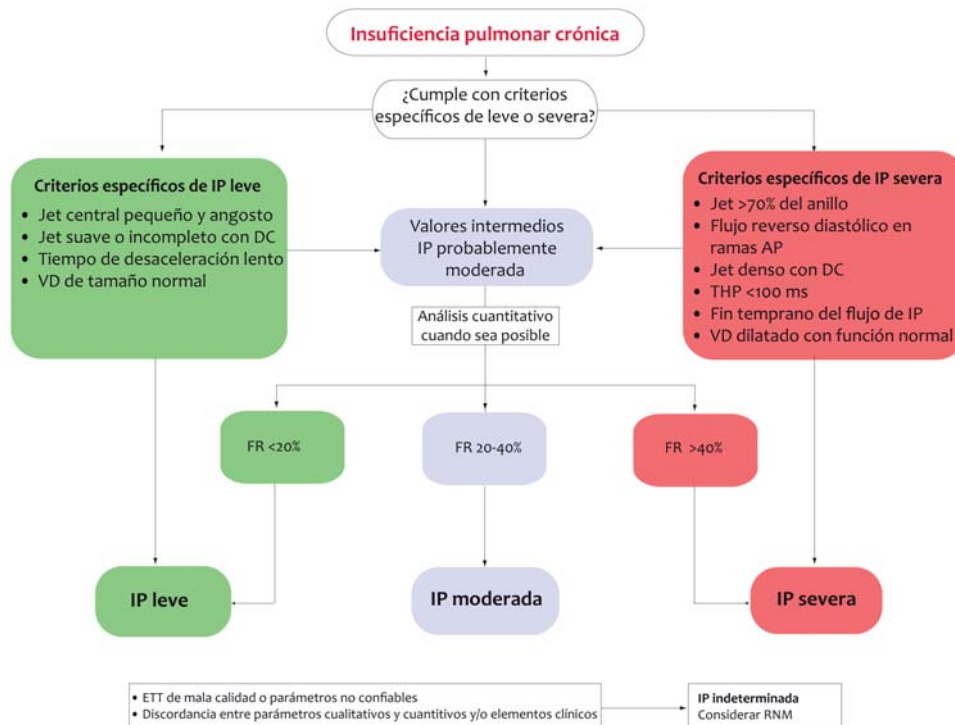 Insuficiencia pulmonar crónica
¿Cumple con criterios
específicos de leve o severa?
Criterios específicos de IP leve
• Jet central pequeño y angosto
• Jet suave o incompleto con DC
• Tiempo de desaceleración lento
• VD de tamaño normal
Valores intermedios
IP probablemente
moderada
Criterios específicos de IP severa
• Jet >70% del anillo
• Flujo reverso diastólico en
ramas AP
• Jet denso con DC
• THP <100 ms
• Fin temprano del flujo de IP
• VD dilatado con función normal
Análisis cuantitativo
cuando sea posible
FR <20%
FR 20-40%
FR >40%
IP leve
IP moderada
IP severa
• ETT de mala calidad o parámetros no confiables
• Discordancia entre parámetros cualitativos y cuantitivos y/o elementos clínicos
IP indeterminada
Considerar RNM